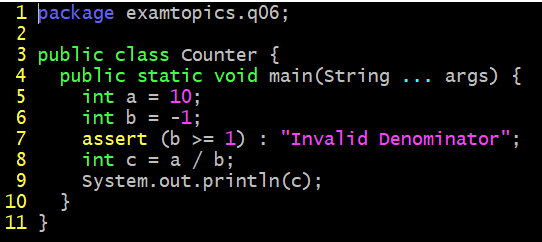 1 package examtopics.q06;
2
3 public class Counter {
4   public static void main(String ... args) {
5     int a = 10;
6     int b = -1;
7     assert (b >= 1) : "Invalid Denominator";
8     int c = a / b;
9     System.out.println(c);
10   }
11 }